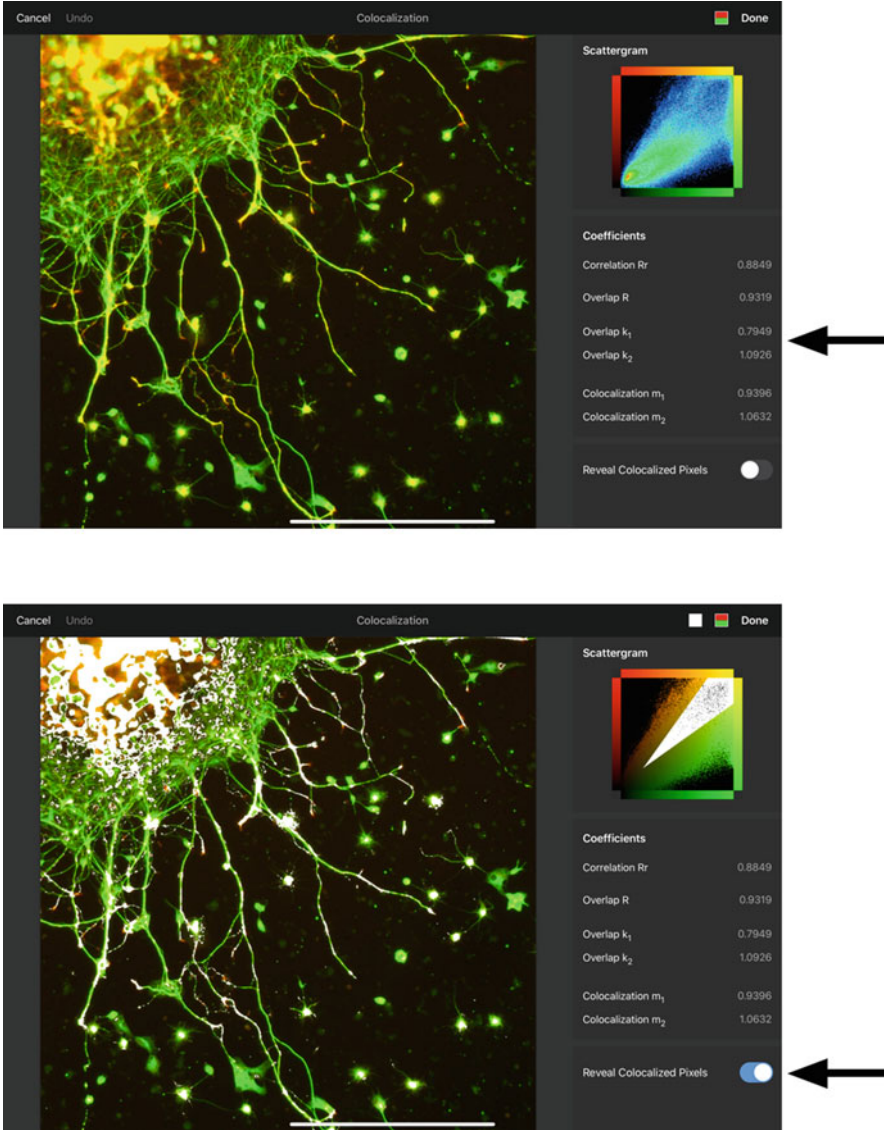 Cancel Undo Colocalization Done
Scattergram
Coefficients
Correlation Rr 0.8849
Overlap R 0.9319
Overlap k1 0.7949
Overlap k2 1.0926
Colocalization m1 0.9396
Colocalization m2 1.0632
Reveal Colocalized Pixels
Cancel Undo Colocalization Done
Scattergram
Coefficients
Correlation Rr 0.8849
Overlap R 0.9319
Overlap k1 0.7949
Overlap k2 1.0926
Colocalization m1 0.9396
Colocalization m2 1.0632
Reveal Colocalized Pixels